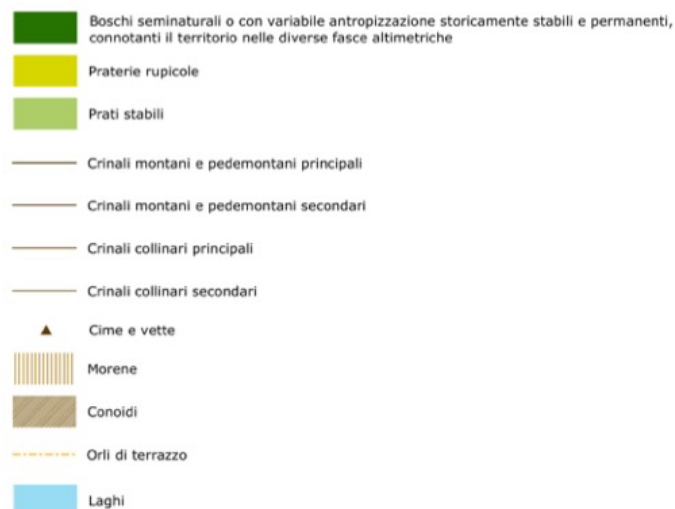 Boschi seminaturali o con variabile antropizzazione storicamente stabili e permanenti,
connotanti il territorio nelle diverse fasce altimetriche
Praterie rupicole
Prati stabili
Crinali montani e pedemontani principali
Crinali montani e pedemontani secondari
Crinali collinari principali
Crinali collinari secondari
Cime e vette
Morene
Conoidi
Orli di terrazzo
Laghi